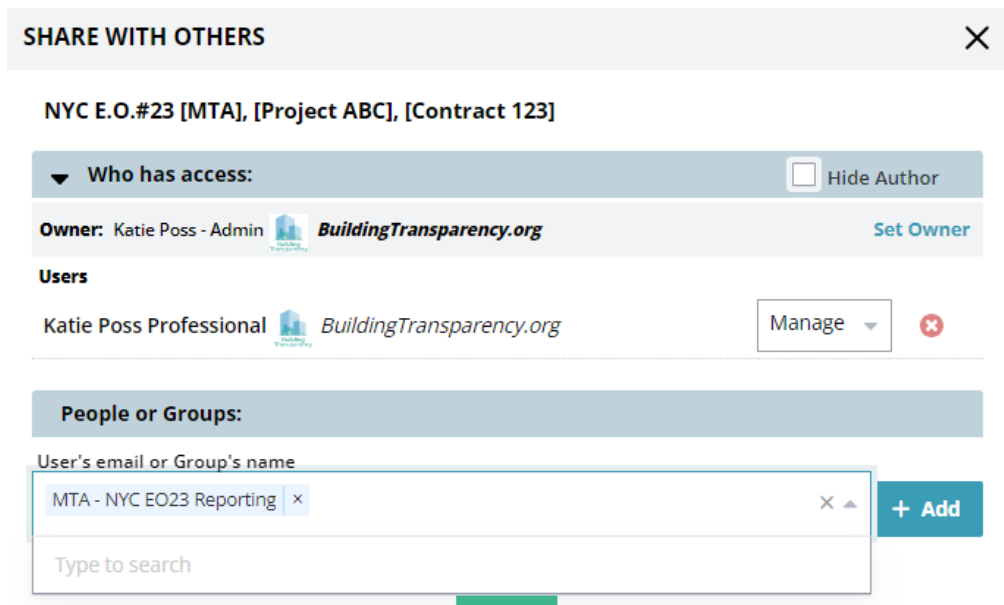 SHARE WITH OTHERS
NYC E.O.#23 [MTA], [Project ABC], [Contract 123]
Who has access:
Hide Author
Owner: Katie Poss - Admin BuildingTransparency.org
Set Owner
Users
Katie Poss Professional Building Transparency BuildingTransparency.org
Manage
People or Groups:
User's email or Group's name
MTA - NYC EO23 Reporting ×
+ Add
Type to search